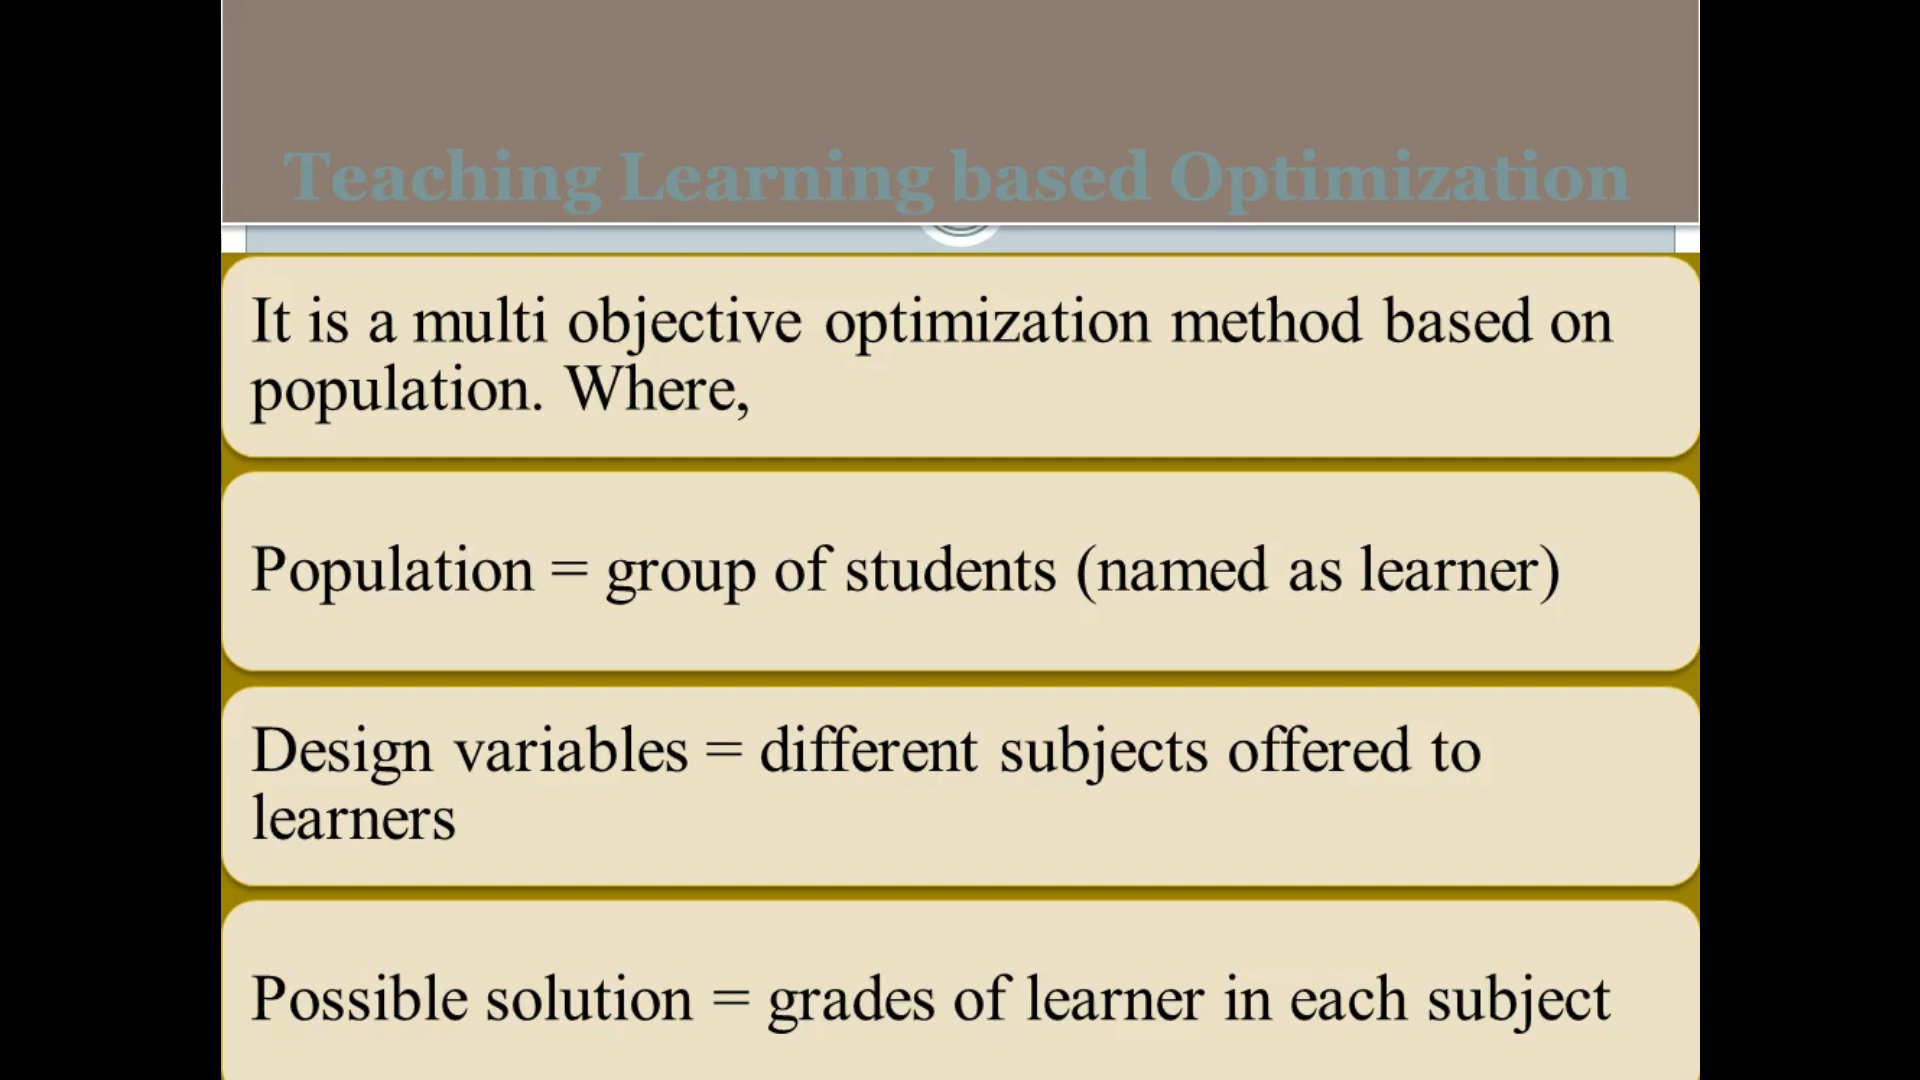 Teaching Learning based Optimization
It is a multi objective optimization method based on
population. Where,
Population = group of students (named as learner)
Design variables = different subjects offered to
learners
Possible solution = grades of learner in each subject